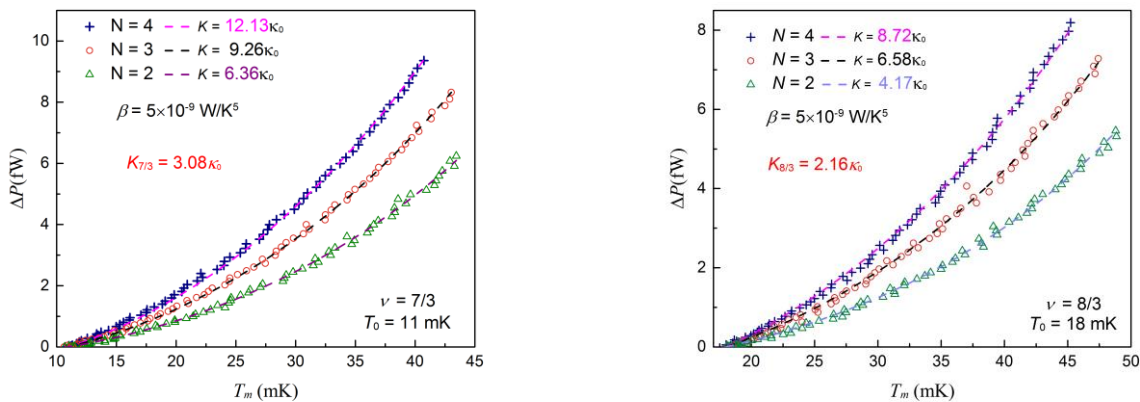 N = 4 K = 12.13κ₀
N = 3 K = 9.26κ₀
N = 2 K = 6.36κ₀
β = 5×10⁻⁹ W/K⁵
K₇/₃ = 3.08κ₀
ν = 7/3
T₀ = 11 mK
ΔP(fW)
10
8
6
4
2
0
10 15 20 25 30 35 40 45
Tₘ (mK)
N = 4 K = 8.72κ₀
N = 3 K = 6.58κ₀
N = 2 K = 4.17κ₀
β = 5×10⁻⁹ W/K⁵
K₈/₃ = 2.16κ₀
ν = 8/3
T₀ = 18 mK
ΔP(fW)
8
6
4
2
0
20 25 30 35 40 45 50
Tₘ (mK)